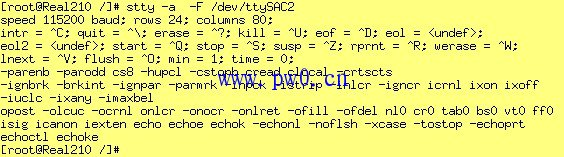 [root@Real210 /]# stty -a -F /dev/ttySAC2
speed 115200 baud; rows 24; columns 80;
intr = ^C; quit = ^\; erase = ^?; kill = ^U; eof = ^D; eol = <undef>;
eol2 = <undef>; start = ^Q; stop = ^S; susp = ^Z; rprnt = ^R; werase = ^W;
lnext = ^V; flush = ^O; min = 1; time = 0;
-parenb -parodd cs8 -hupcl -cstopb cread clocal -crtscts
-ignbrk -brkint -ignpar -parmrk -inpck -istrip -inlcr -igncr icrnl ixon ixoff
-iuclc -ixany -imaxbel
opost -olcuc -ocrnl onlcr -onocr -onlret -ofill -ofdel nl0 cr0 tab0 bs0 vt0 ff0
isig icanon iexten echo echoe echok -echonl -noflsh -xcase -tostop -echoprt
echoctl echoke
[root@Real210 /]#
www.pw0.cn